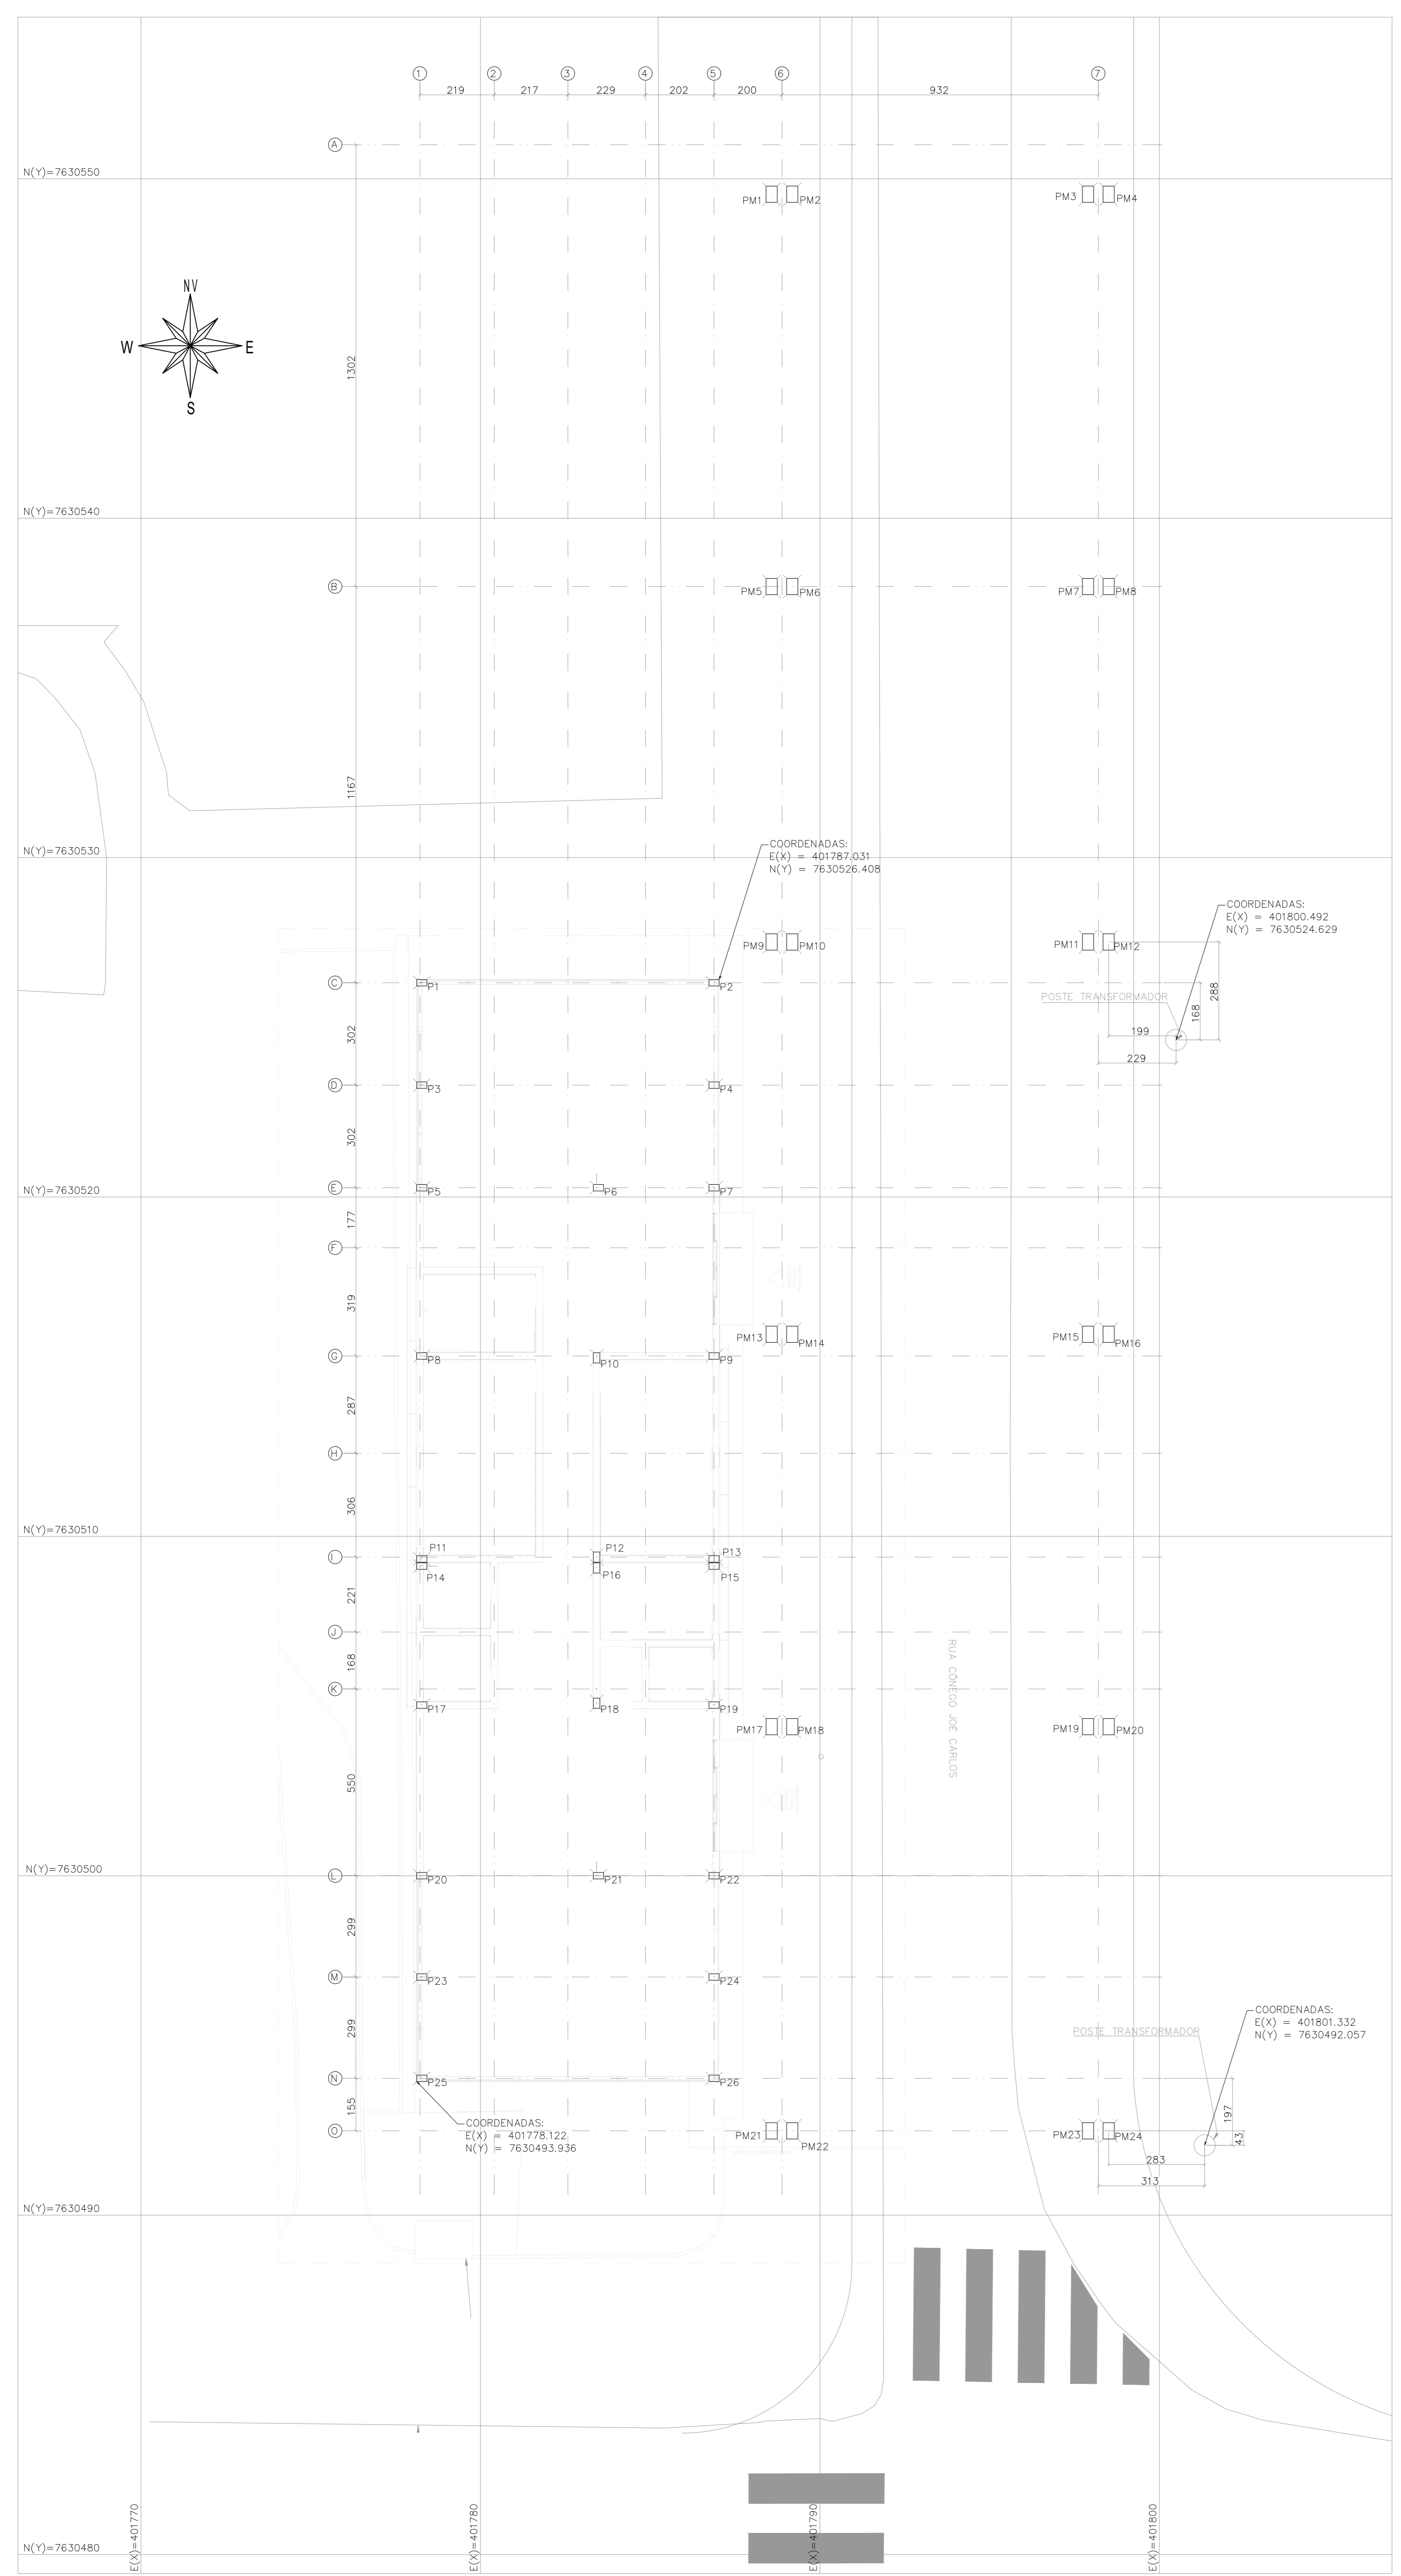 1
2
3
4
5
6
7
219
217
229
202
200
932
A
N(Y)=7630550
PM1
PM2
PM3
PM4
NV
W
E
S
1302
N(Y)=7630540
B
PM5
PM6
PM7
PM8
1167
N(Y)=7630530
COORDENADAS:
E(X) = 401787.031
N(Y) = 7630526.408
COORDENADAS:
E(X) = 401800.492
N(Y) = 7630524.629
PM9
PM10
PM11
PM12
C
P1
P2
POSTE TRANSFORMADOR
288
168
199
229
302
D
P3
P4
302
E
P5
P6
P7
N(Y)=7630520
177
F
319
PM13
PM14
PM15
PM16
G
P8
P10
P9
287
H
306
N(Y)=7630510
I
P11
P12
P13
P14
P16
P15
221
J
168
RUA CÔNEGO JOÉ CARLOS
K
P17
P18
P19
PM17
PM18
PM19
PM20
550
N(Y)=7630500
L
P20
P21
P22
299
M
P23
P24
299
COORDENADAS:
E(X) = 401801.332
N(Y) = 7630492.057
POSTE TRANSFORMADOR
N
P25
P26
155
197
43
O
COORDENADAS:
E(X) = 401778.122
N(Y) = 7630493.936
PM21
PM22
PM23
PM24
283
313
N(Y)=7630490
N(Y)=7630480
E(X)=401770
E(X)=401780
E(X)=401790
E(X)=401800